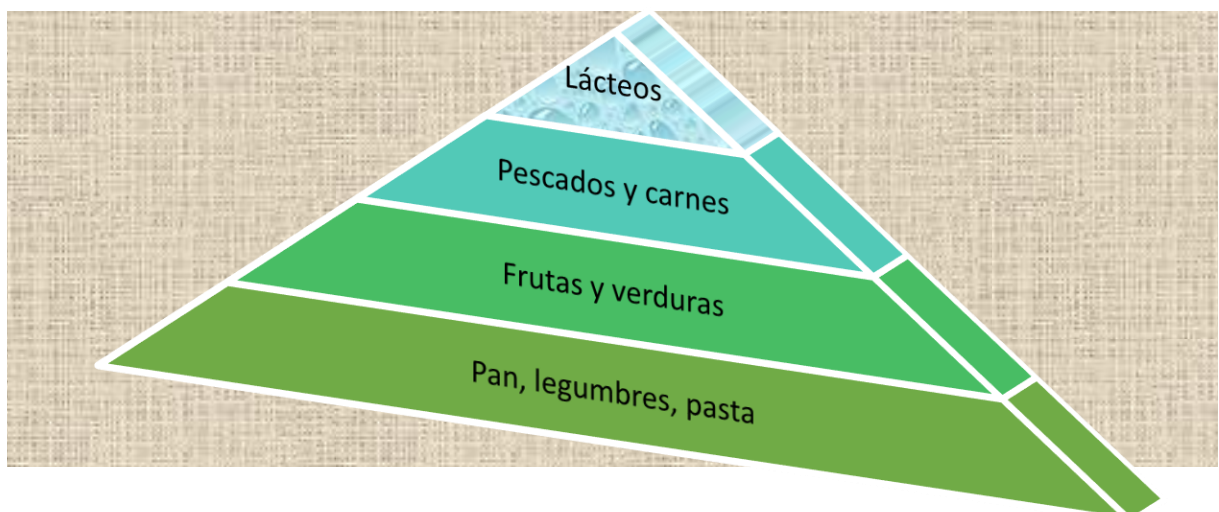 Lácteos
Pescados y carnes
Frutas y verduras
Pan, legumbres, pasta